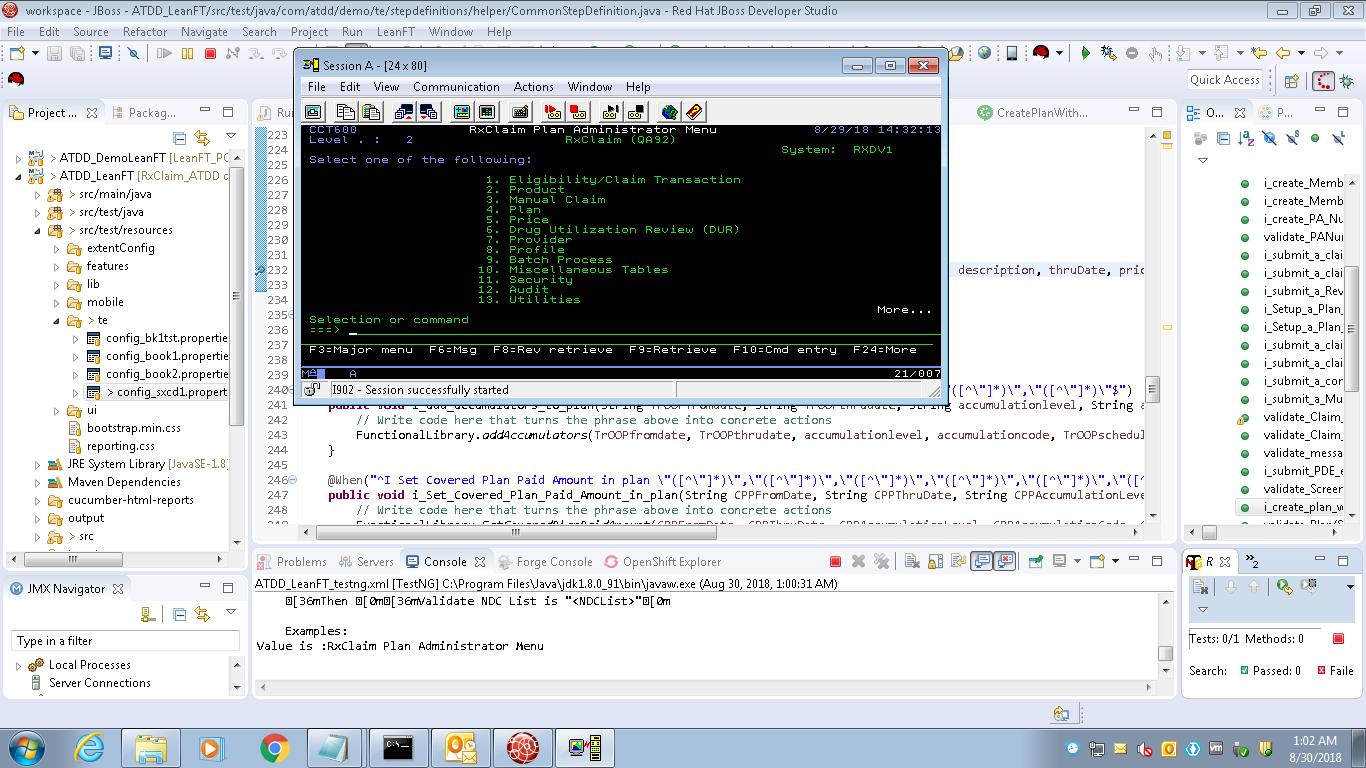 workspace - JBoss - ATDD_LeanFT/src/test/java/com/atdd/demo/te/stepdefinitions/helper/CommonStepDefinition.java - Red Hat JBoss Developer Studio
File Edit Source Refactor Navigate Search Project Run LeanFT Window Help
Quick Access
Project ...
Packag...
CreatePlanWith...
O...
P...
> ATDD_DemoLeanFT [LeanFT_PO
> ATDD_LeanFT [RxClaim_ATDD
> src/main/java
> src/test/java
> src/test/resources
extentConfig
features
lib
mobile
> te
config_bk1tst.propertie
config_book1.propertie
config_book2.propertie
> config_sxcd1.propert
ui
bootstrap.min.css
reporting.css
JRE System Library [JavaSE-1.8]
Maven Dependencies
cucumber-html-reports
output
> src
JMX Navigator
Type in a filter
Local Processes
Server Connections
Session A - [24 x 80]
File Edit View Communication Actions Window Help
CCT600 RxClaim Plan Administrator Menu 8/29/18 14:32:13
Level . : 2 RxClaim (QA92)
System: RXDV1
Select one of the following:
1. Eligibility/Claim Transaction
2. Product
3. Manual Claim
4. Plan
5. Price
6. Drug Utilization Review (DUR)
7. Provider
8. Profile
9. Batch Process
10. Miscellaneous Tables
11. Security
12. Audit
13. Utilities
More...
Selection or command
===>
F3=Major menu F6=Msg F8=Rev retrieve F9=Retrieve F10=Cmd entry F24=More
MA A 21/007
I902 - Session successfully started
223
224
225
226
227
228
229
230
231
232 description, thruDate, pric
233
234
235
236
237
238
239
240 ([^\"]*)\",\"([^\"]*)\"$")
241 public void i_add_accumulators_to_plan(String TrOOPfromdate, String TrOOPthrudate, String accumulationlevel, String a
242 // Write code here that turns the phrase above into concrete actions
243 FunctionalLibrary.addAccumulators(TrOOPfromdate, TrOOPthrudate, accumulationlevel, accumulationcode, TrOOPschedul
244 }
245
246 @When("^I Set Covered Plan Paid Amount in plan \"([^\"]*)\",\"([^\"]*)\",\"([^\"]*)\",\"([^\"]*)\",\"([^\"]*)\",\"([^
247 public void i_Set_Covered_Plan_Paid_Amount_in_plan(String CPPFromDate, String CPPThruDate, String CPPAccumulationLeve
248 // Write code here that turns the phrase above into concrete actions
i_create_Memb
i_create_Memb
i_create_PA_Nu
validate_PANur
i_submit_a_clai
i_submit_a_clai
i_submit_a_Rev
i_Setup_a_Plan_
i_Setup_a_Plan_
i_submit_a_clai
i_submit_a_clai
i_submit_a_cor
i_submit_a_Mu
validate_Claim_
validate_Claim_
validate_messa
i_submit_PDE_e
validate_Screen
i_create_plan_w
Problems Servers Console Forge Console OpenShift Explorer
ATDD_LeanFT_testng.xml [TestNG] C:\Program Files\Java\jdk1.8.0_91\bin\javaw.exe (Aug 30, 2018, 1:00:31 AM)
[36mThen [0m[36mValidate NDC List is "<NDCList>"[0m
Examples:
Value is :RxClaim Plan Administrator Menu
R
Tests: 0/1 Methods: 0
Search: Passed: 0 Faile
1:02 AM
8/30/2018